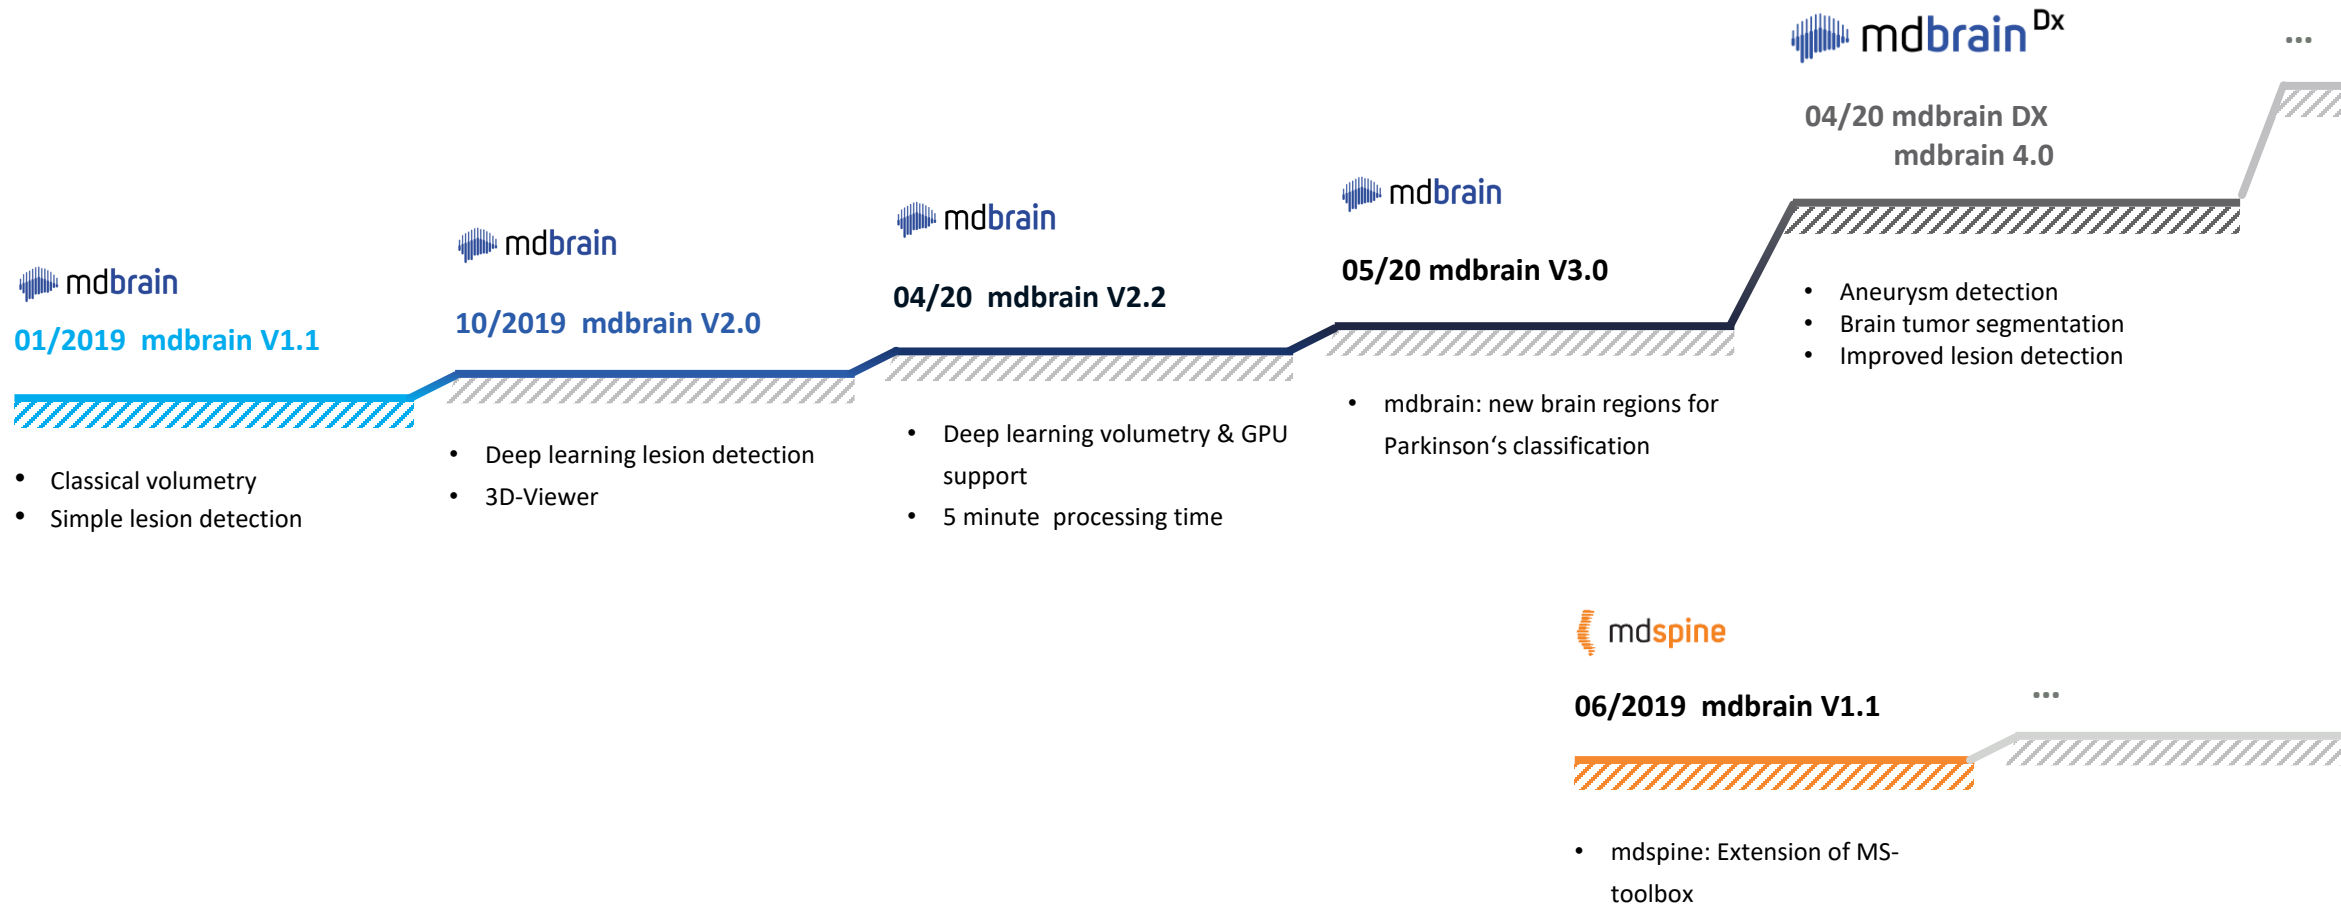 mdbrain
01/2019  mdbrain V1.1
• Classical volumetry
• Simple lesion detection
mdbrain
10/2019  mdbrain V2.0
• Deep learning lesion detection
• 3D-Viewer
mdbrain
04/20  mdbrain V2.2
• Deep learning volumetry & GPU
support
• 5 minute  processing time
mdbrain
05/20 mdbrain V3.0
• mdbrain: new brain regions for
Parkinson‘s classification
mdbrain Dx
04/20 mdbrain DX
mdbrain 4.0
• Aneurysm detection
• Brain tumor segmentation
• Improved lesion detection
...
mdspine
06/2019  mdbrain V1.1
• mdspine: Extension of MS-
toolbox
...